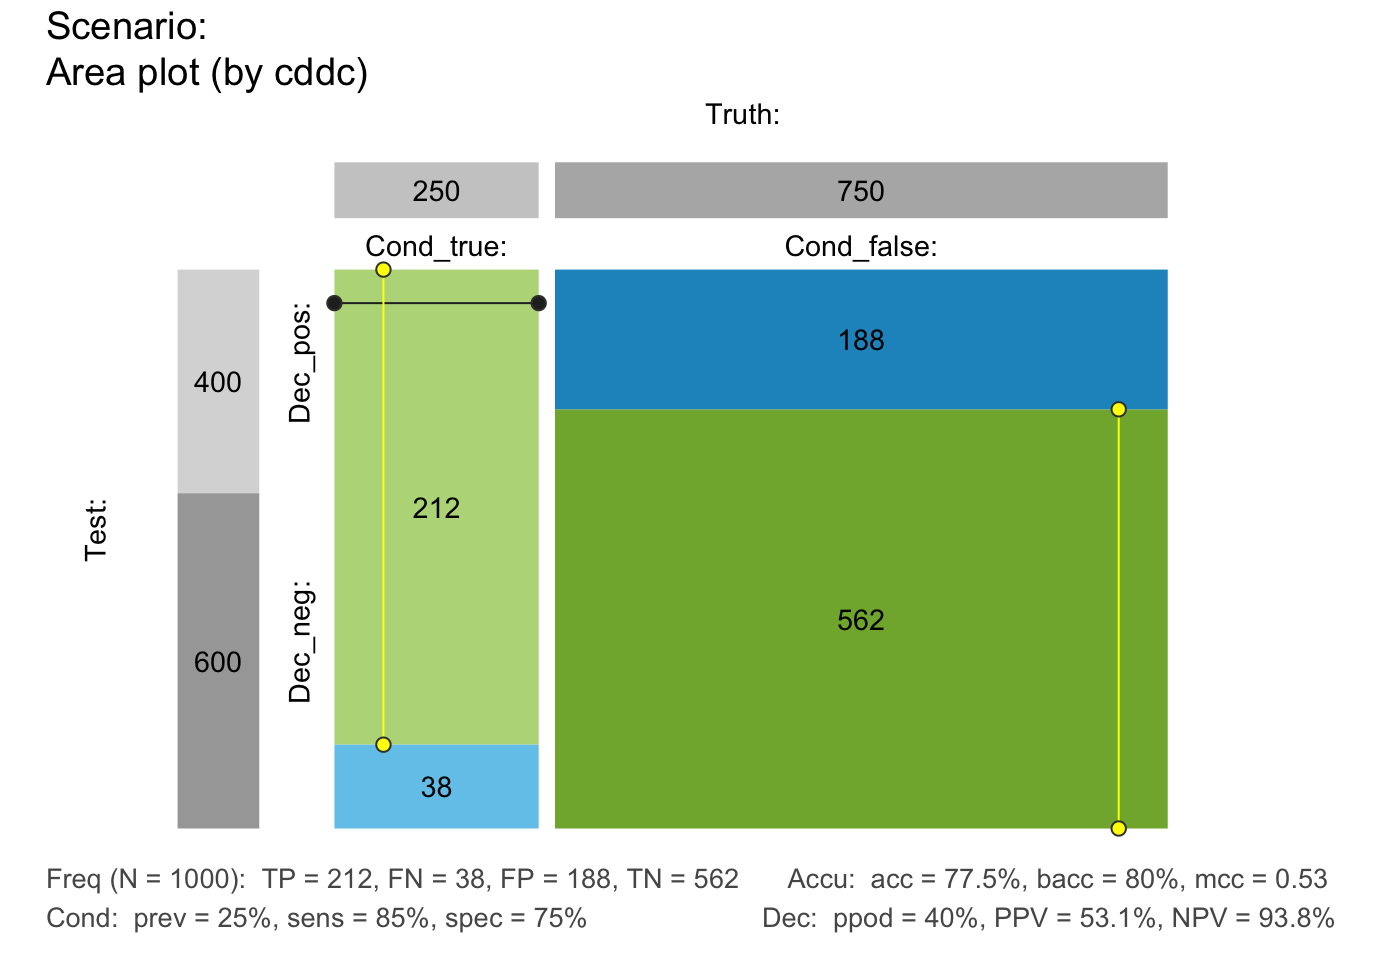 Scenario:
Area plot (by cddc)
Truth:
250
750
Cond_true:
Cond_false:
Test:
400
600
Dec_pos:
Dec_neg:
212
38
188
562
Freq (N = 1000):  TP = 212, FN = 38, FP = 188, TN = 562
Accu:  acc = 77.5%, bacc = 80%, mcc = 0.53
Cond:  prev = 25%, sens = 85%, spec = 75%
Dec:  ppod = 40%, PPV = 53.1%, NPV = 93.8%